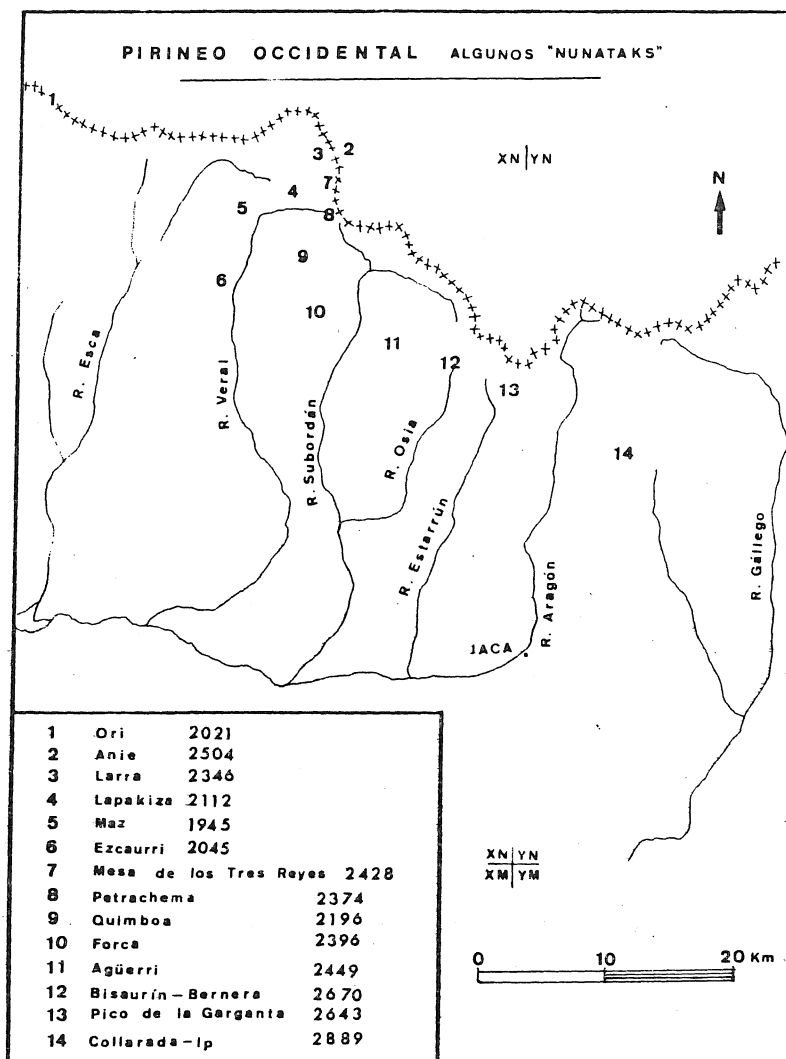 PIRINEO OCCIDENTAL ALGUNOS "NUNATAKS"
1
3 2
XN YN
7
N
4
5
8
9
6
10
11
12
13
R. Esca
R. Veral
R. Subordán
R. Osia
14
R. Estarrún
R. Aragón
R. Gállego
JACA
1 Ori 2021
2 Anie 2504
3 Larra 2346
4 Lapakiza 2112
5 Maz 1945
6 Ezcaurri 2045
7 Mesa de los Tres Reyes 2428
8 Petrachema 2374
9 Quimboa 2196
10 Forca 2396
11 Agüerri 2449
12 Bisaurín-Bernera 2670
13 Pico de la Garganta 2643
14 Collarada-Ip 2889
XN YN
XM YM
0 10 20 Km